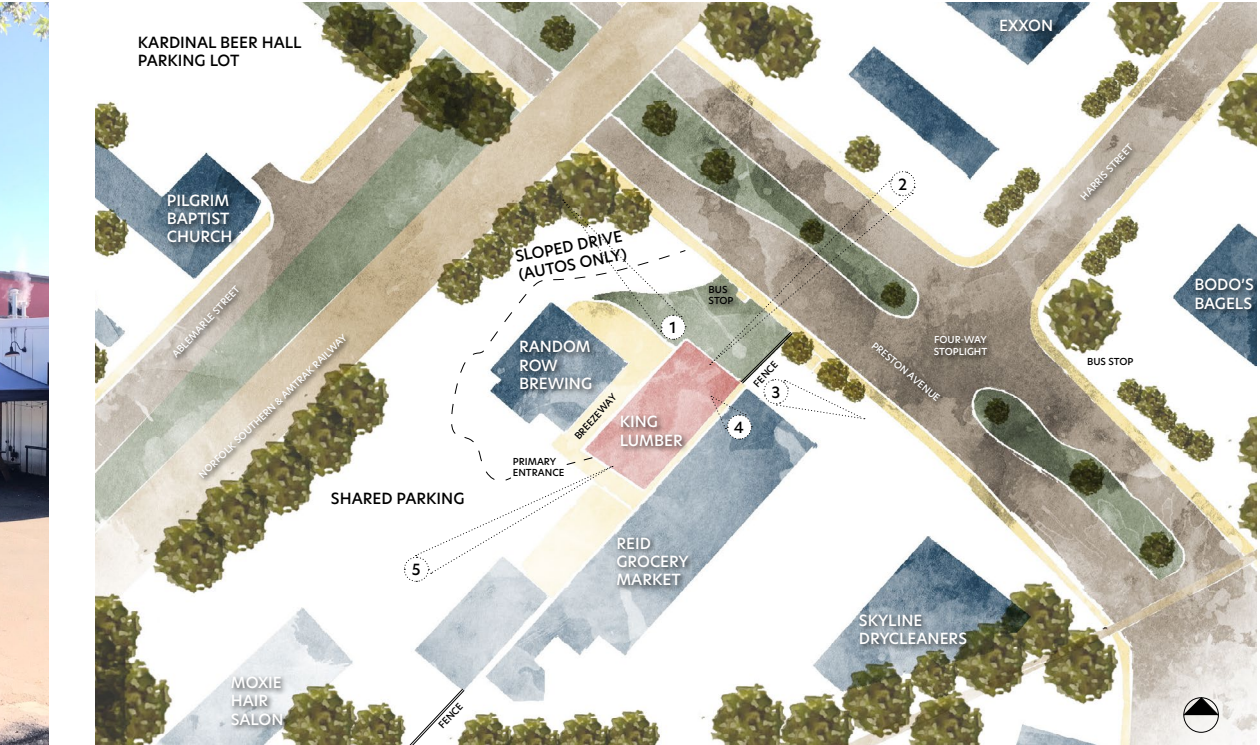 KARDINAL BEER HALL
PARKING LOT
EXXON
HARRIS STREET
2
PILGRIM
BAPTIST
CHURCH
SLOPED DRIVE
(AUTOS ONLY)
BUS
STOP
BODO'S
BAGELS
ABLEMARLE STREET
1
FOUR-WAY
STOPLIGHT
PRESTON AVENUE
BUS STOP
RANDOM
ROW
BREWING
FENCE
3
NORFOLK SOUTHERN & AMTRAK RAILWAY
BREEZEWAY
KING
LUMBER
4
PRIMARY
ENTRANCE
SHARED PARKING
5
REID
GROCERY
MARKET
SKYLINE
DRYCLEANERS
MOXIE
HAIR
SALON
FENCE